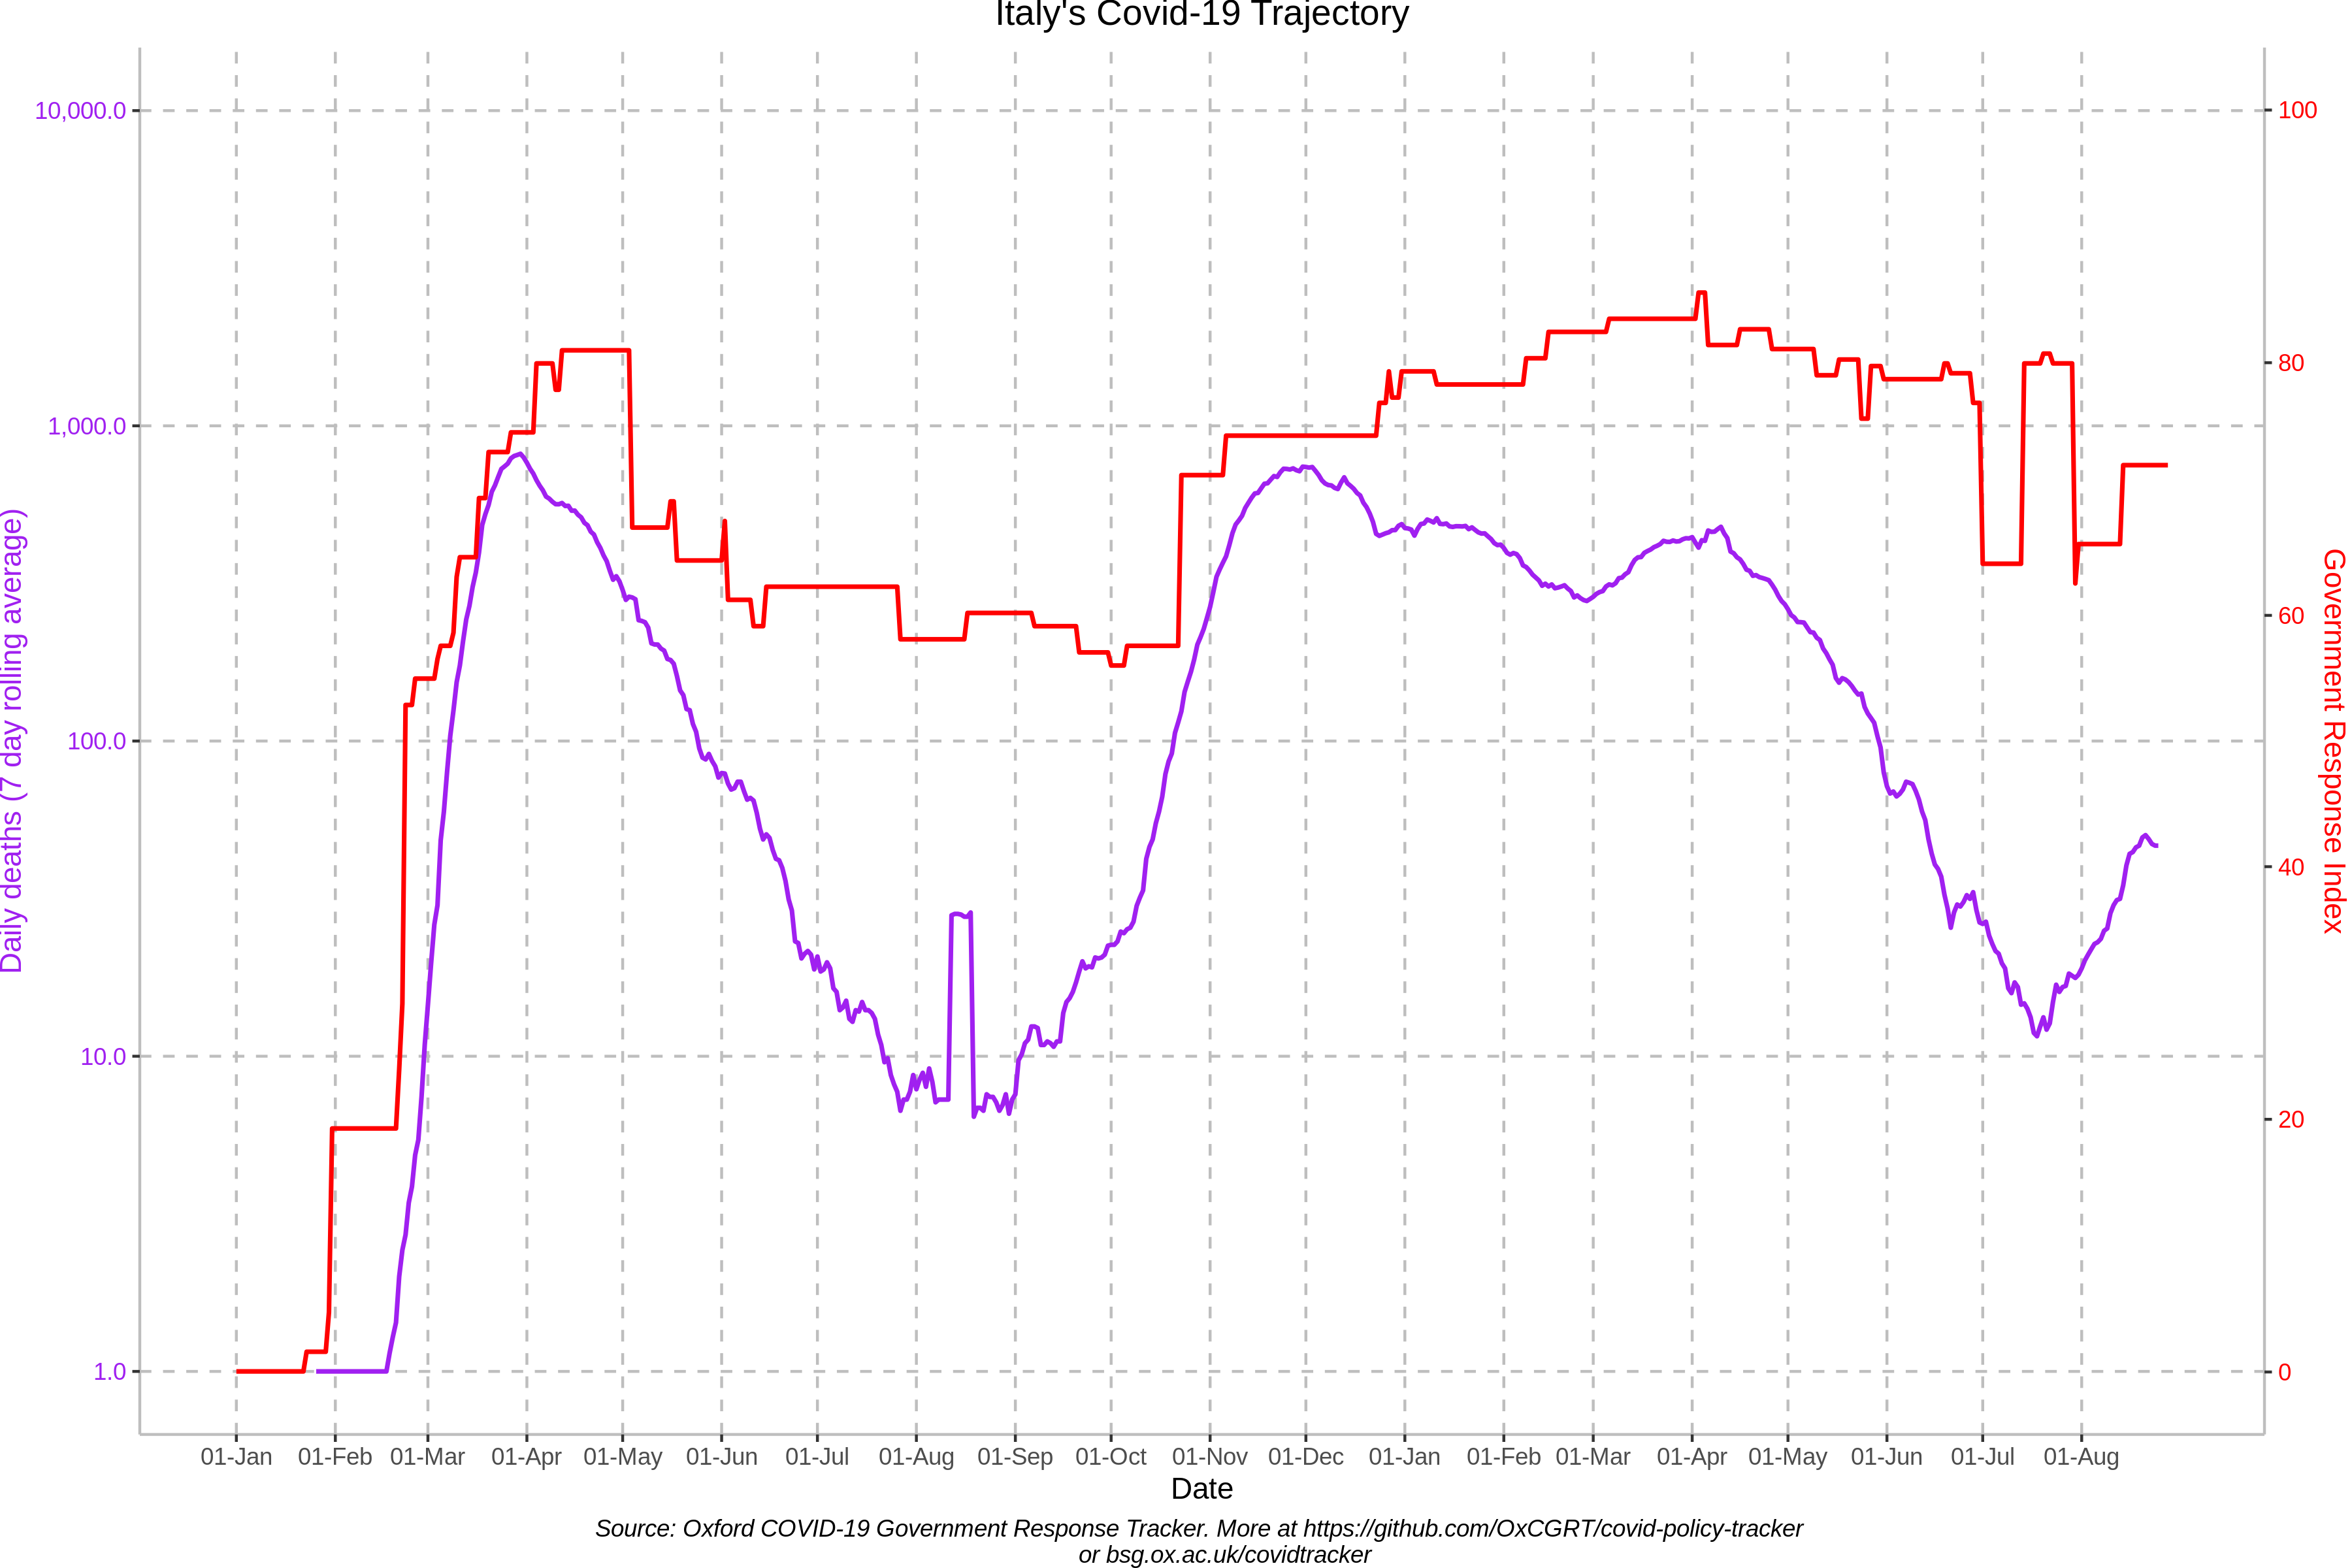 Italy's Covid-19 Trajectory
Daily deaths (7 day rolling average)
10,000.0
1,000.0
100.0
10.0
1.0
Government Response Index
100
80
60
40
20
0
01-Jan 01-Feb 01-Mar 01-Apr 01-May 01-Jun 01-Jul 01-Aug 01-Sep 01-Oct 01-Nov 01-Dec 01-Jan 01-Feb 01-Mar 01-Apr 01-May 01-Jun 01-Jul 01-Aug
Date
Source: Oxford COVID-19 Government Response Tracker. More at https://github.com/OxCGRT/covid-policy-tracker
or bsg.ox.ac.uk/covidtracker